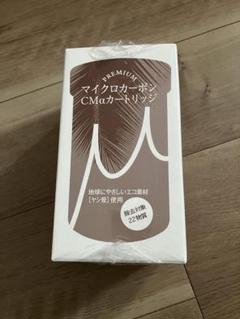 PREMIUM
マイクロカーボン
CMαカートリッジ
μ
地球にやさしいエコ素材
［ヤシ殻］使用
除去対象
22物質